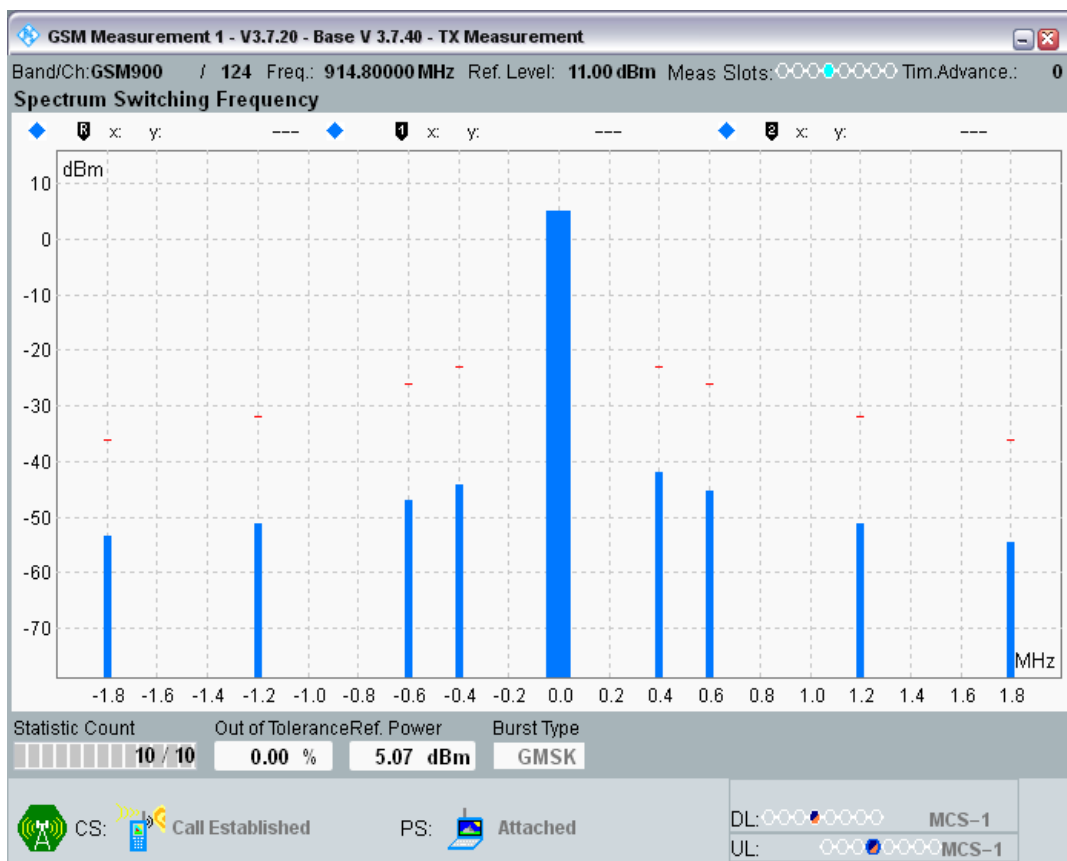 GSM Measurement 1 - V3.7.20 - Base V 3.7.40 - TX Measurement
Band/Ch:GSM900 / 124 Freq.: 914.80000 MHz Ref. Level: 11.00 dBm Meas Slots: Tim.Advance.: 0
Spectrum Switching Frequency
R x: y: --- 1 x: y: --- 2 x: y: ---
dBm
10
0
-10
-20
-30
-40
-50
-60
-70
MHz
-1.8 -1.6 -1.4 -1.2 -1.0 -0.8 -0.6 -0.4 -0.2 0.0 0.2 0.4 0.6 0.8 1.0 1.2 1.4 1.6 1.8
Statistic Count Out of Tolerance Ref. Power Burst Type
10 / 10 0.00 % 5.07 dBm GMSK
CS: Call Established PS: Attached
DL: MCS-1
UL: MCS-1